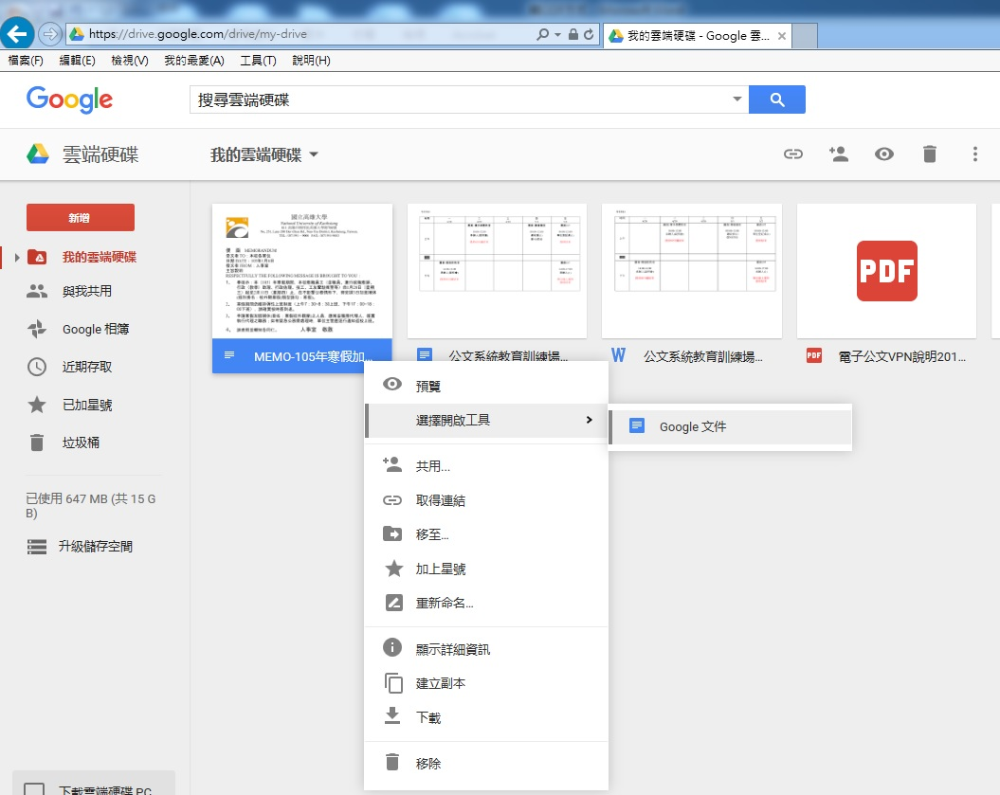 https://drive.google.com/drive/my-drive
我的雲端硬碟 - Google 雲...
檔案(F) 編輯(E) 檢視(V) 我的最愛(A) 工具(T) 說明(H)
Google
搜尋雲端硬碟
雲端硬碟
我的雲端硬碟
新增
我的雲端硬碟
與我共用
Google 相簿
近期存取
已加星號
垃圾桶
已使用 647 MB (共 15 G
B)
升級儲存空間
下載雲端硬碟 PC
國立高雄大學
National University of Kaohsiung
MEMORANDUM
RESPECTFULLY THE FOLLOWING MESSAGE IS BROUGHT TO YOU :
人事室 敬啟
MEMO-105年寒假加...
公文系統教育訓練場...
W
公文系統教育訓練場...
PDF
PDF
電子公文VPN說明201...
預覽
選擇開啟工具
Google 文件
共用...
取得連結
移至...
加上星號
重新命名...
顯示詳細資訊
建立副本
下載
移除